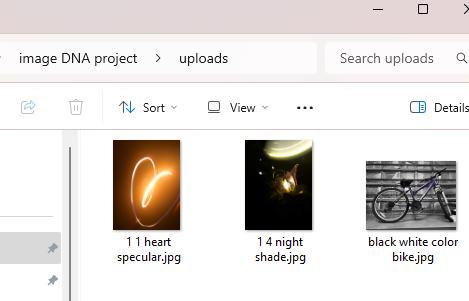 image DNA project > uploads
Search uploads
Sort
View
Details
1 1 heart
specular.jpg
1 4 night
shade.jpg
black white color
bike.jpg